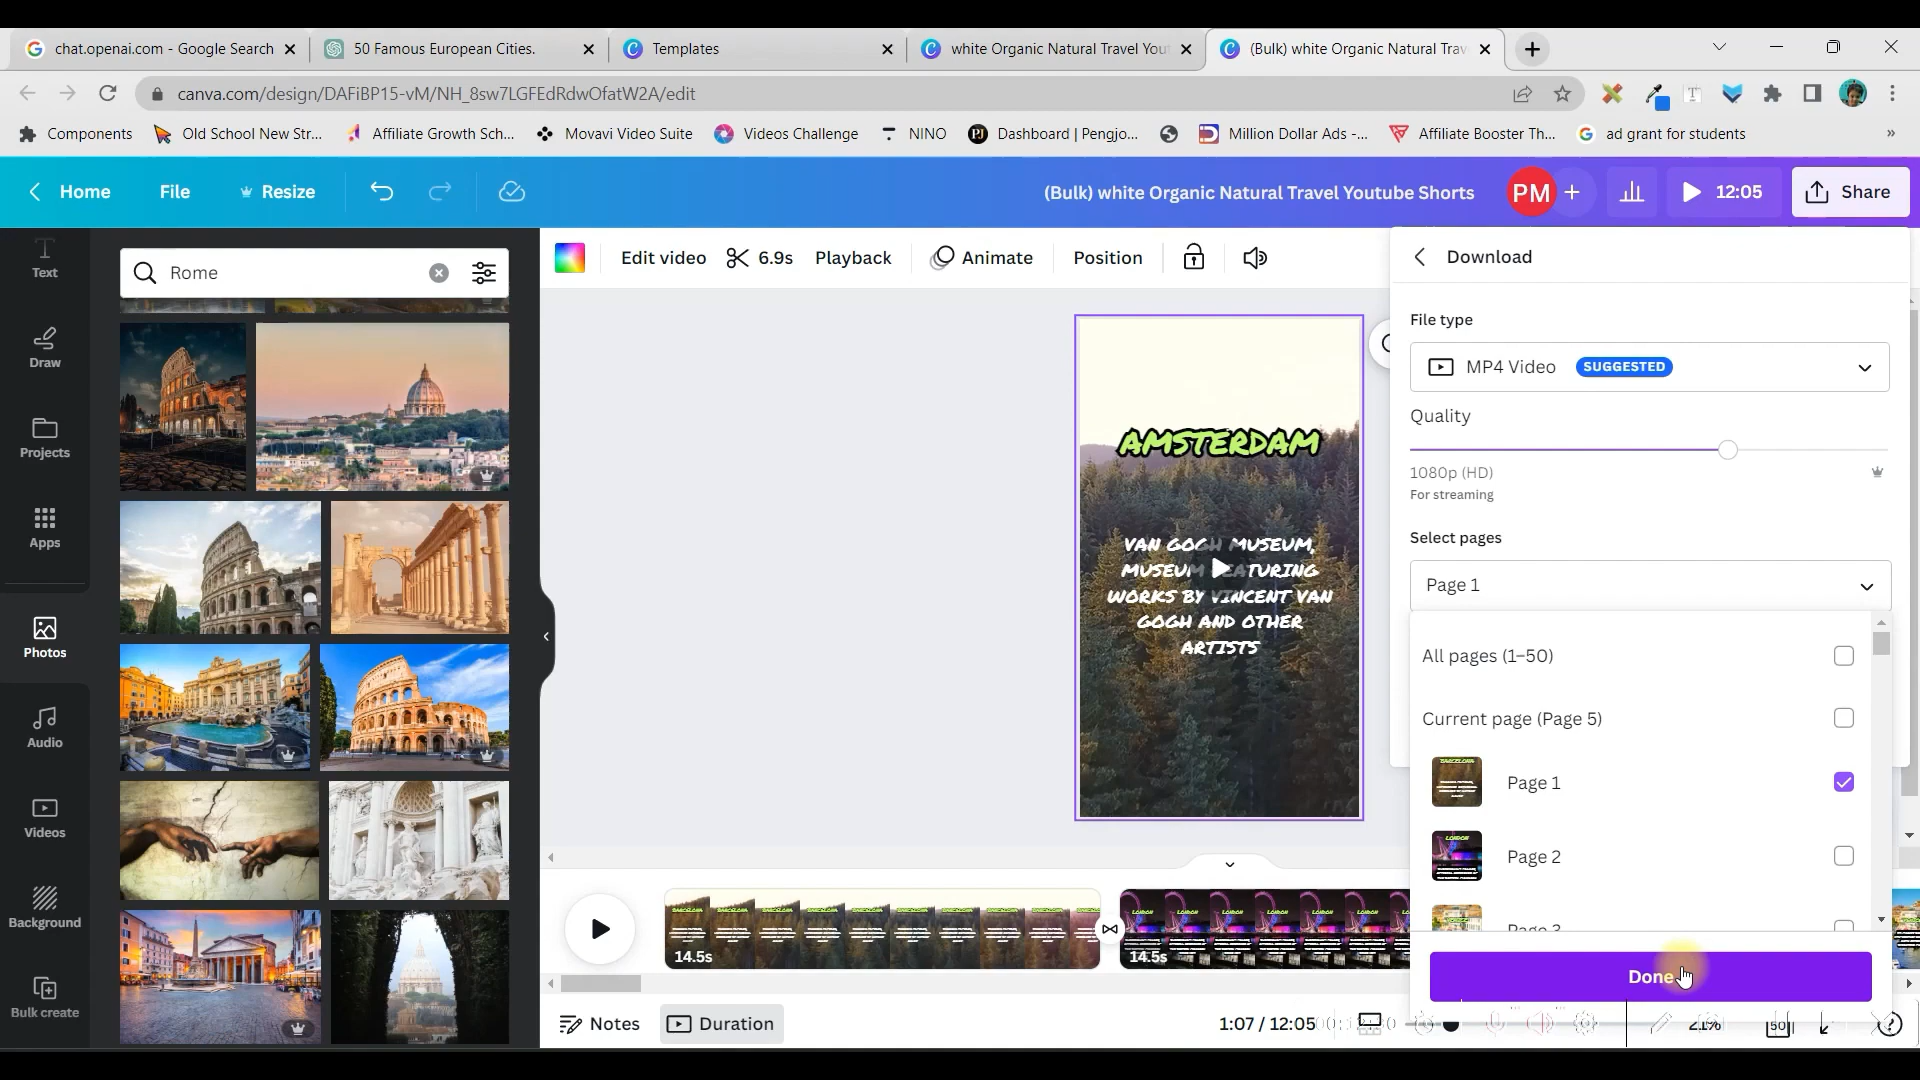 chat.openai.com - Google Search
50 Famous European Cities.
Templates
white Organic Natural Travel You
(Bulk) white Organic Natural Trav
canva.com/design/DAFiBP15-vM/NH_8sw7LGFEdRdwOfatW2A/edit
Components
Old School New Str...
Affiliate Growth Sch...
Movavi Video Suite
Videos Challenge
NINO
Dashboard | Pengjo...
Million Dollar Ads -...
Affiliate Booster Th...
ad grant for students
Home
File
Resize
(Bulk) white Organic Natural Travel Youtube Shorts
PM
12:05
Share
Text
Draw
Projects
Apps
Photos
Audio
Videos
Background
Bulk create
Rome
Edit video
6.9s
Playback
Animate
Position
AMSTERDAM
VAN GOGH MUSEUM,
MUSEUM FEATURING
WORKS BY VINCENT VAN
GOGH AND OTHER
ARTISTS
Download
File type
MP4 Video
SUGGESTED
Quality
1080p (HD)
For streaming
Select pages
Page 1
All pages (1-50)
Current page (Page 5)
Page 1
Page 2
Page 3
Done
14.5s
14.5s
Notes
Duration
1:07 / 12:05
21%
50